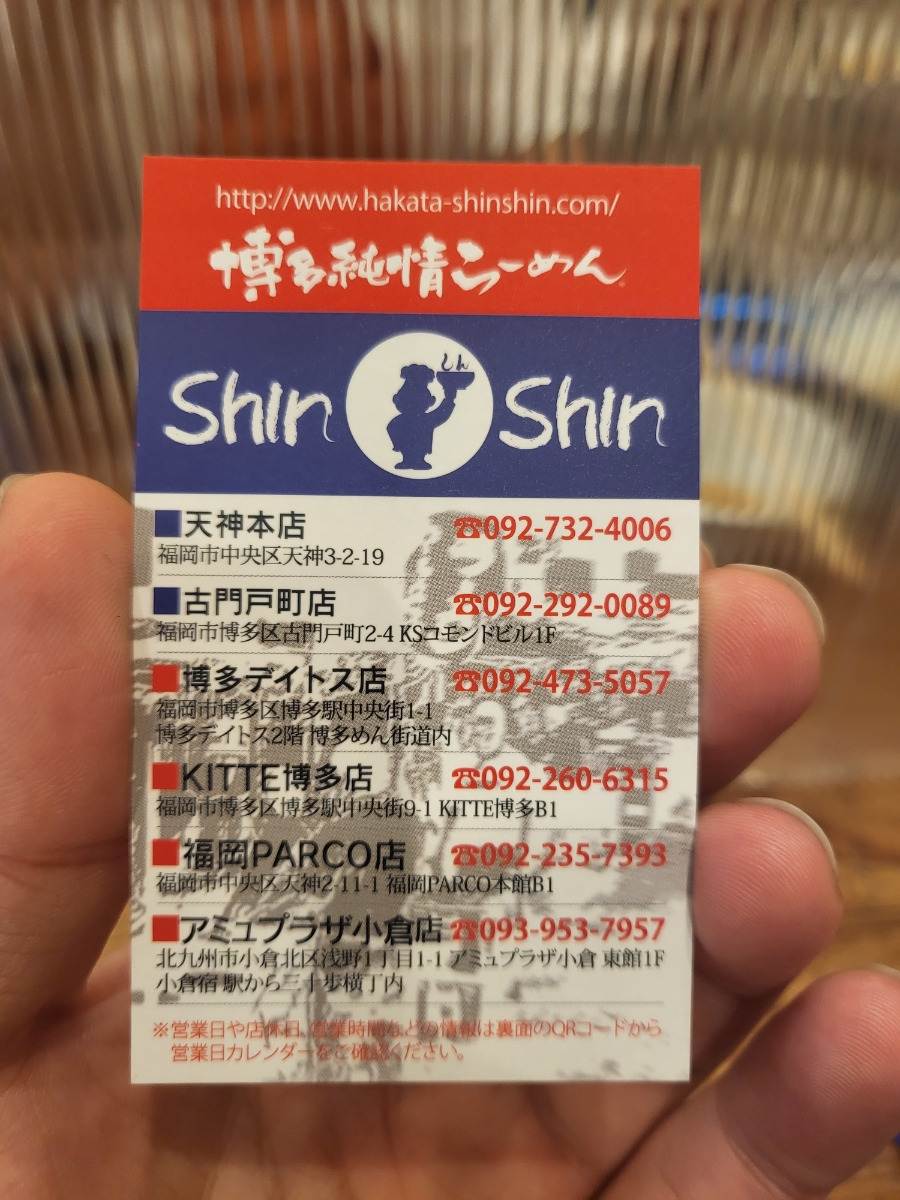 http://www.hakata-shinshin.com/
博多純情らーめん
Shin しん Shin
■天神本店 ☎092-732-4006
福岡市中央区天神3-2-19
■古門戸町店 ☎092-292-0089
福岡市博多区古門戸町2-4 KSコモンドビル1F
■博多デイトス店 ☎092-473-5057
福岡市博多区博多駅中央街1-1
博多デイトス2階 博多めん街道内
■KITTE博多店 ☎092-260-6315
福岡市博多区博多駅中央街9-1 KITTE博多B1
■福岡PARCO店 ☎092-235-7393
福岡市中央区天神2-11-1 福岡PARCO本館B1
■アミュプラザ小倉店 ☎093-953-7957
北九州市小倉北区浅野1丁目1-1 アミュプラザ小倉 東館1F
小倉宿 駅から三十歩横丁内
※営業日や店休日、営業時間などの情報は裏面のQRコードから
営業日カレンダーをご確認ください。